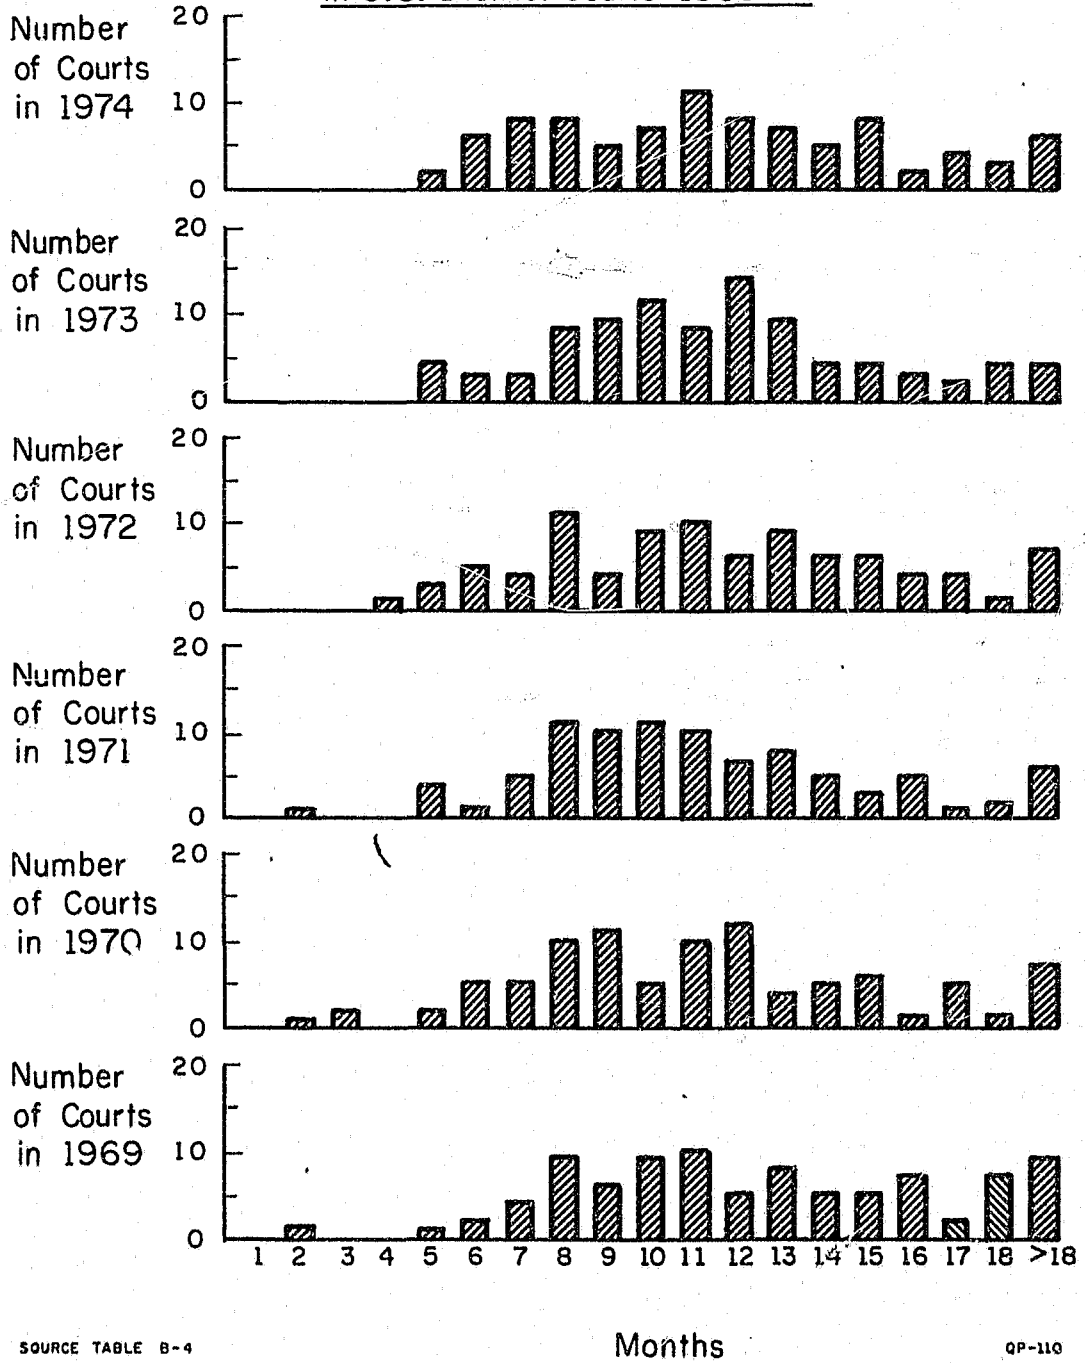 20
Number
of Courts
in 1974
10
0
20
Number
of Courts
in 1973
10
0
20
Number
of Courts
in 1972
10
0
20
Number
of Courts
in 1971
10
0
20
Number
of Courts
in 1970
10
0
20
Number
of Courts
in 1969
10
0
1 2 3 4 5 6 7 8 9 10 11 12 13 14 15 16 17 18 >18
Months
SOURCE TABLE B-4
QP-110